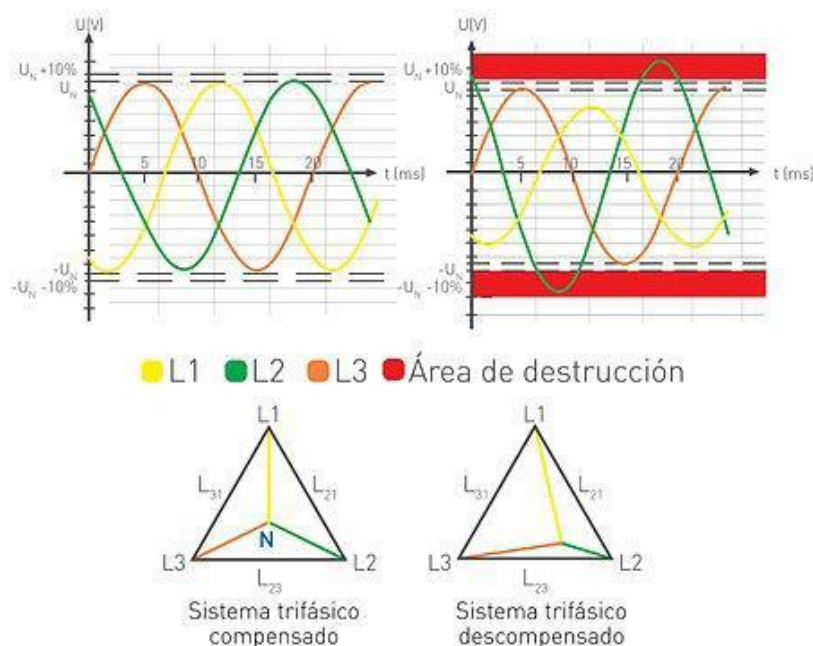 U(V)
U_N +10%
U_N
5
10
15
20
t (ms)
-U_N
-U_N -10%
U(V)
U_N +10%
U_N
5
10
15
20
t (ms)
-U_N
-U_N -10%
L1 L2 L3 Área de destrucción
L1
L31
L21
N
L3
L2
L23
Sistema trifásico
compensado
L1
L31
L21
L3
L2
L23
Sistema trifásico
descompensado